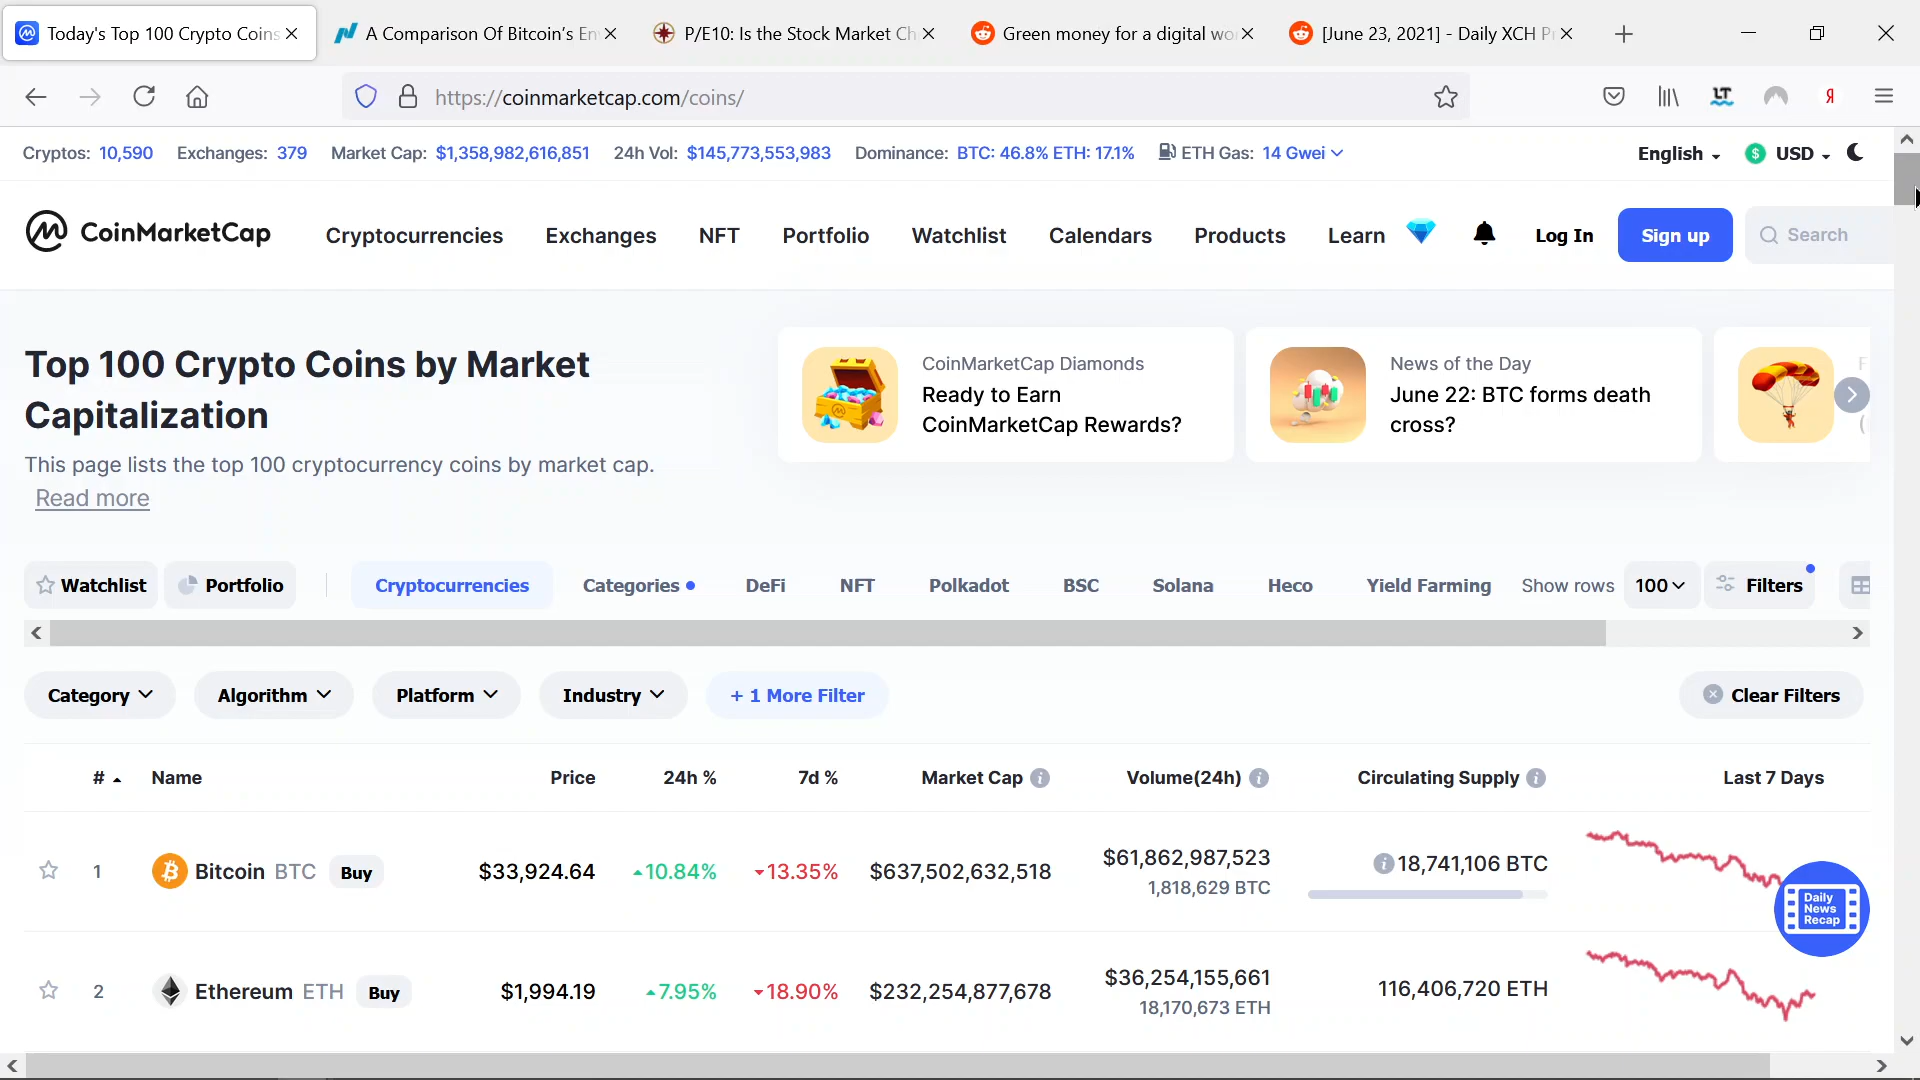 Today's Top 100 Crypto Coins
A Comparison Of Bitcoin's En
P/E10: Is the Stock Market Ch
Green money for a digital wo
[June 23, 2021] - Daily XCH P
https://coinmarketcap.com/coins/
LT
Я
Cryptos: 10,590 Exchanges: 379 Market Cap: $1,358,982,616,851 24h Vol: $145,773,553,983 Dominance: BTC: 46.8% ETH: 17.1% ETH Gas: 14 Gwei
English $ USD
CoinMarketCap Cryptocurrencies Exchanges NFT Portfolio Watchlist Calendars Products Learn Log In Sign up Search
Top 100 Crypto Coins by Market
Capitalization
This page lists the top 100 cryptocurrency coins by market cap.
Read more
CoinMarketCap Diamonds
Ready to Earn
CoinMarketCap Rewards?
News of the Day
June 22: BTC forms death
cross?
Watchlist Portfolio Cryptocurrencies Categories DeFi NFT Polkadot BSC Solana Heco Yield Farming Show rows 100 Filters
Category Algorithm Platform Industry + 1 More Filter Clear Filters
# Name Price 24h % 7d % Market Cap Volume(24h) Circulating Supply Last 7 Days
1 Bitcoin BTC Buy $33,924.64 10.84% 13.35% $637,502,632,518 $61,862,987,523 18,741,106 BTC
1,818,629 BTC
Daily
News
Recap
2 Ethereum ETH Buy $1,994.19 7.95% 18.90% $232,254,877,678 $36,254,155,661 116,406,720 ETH
18,170,673 ETH